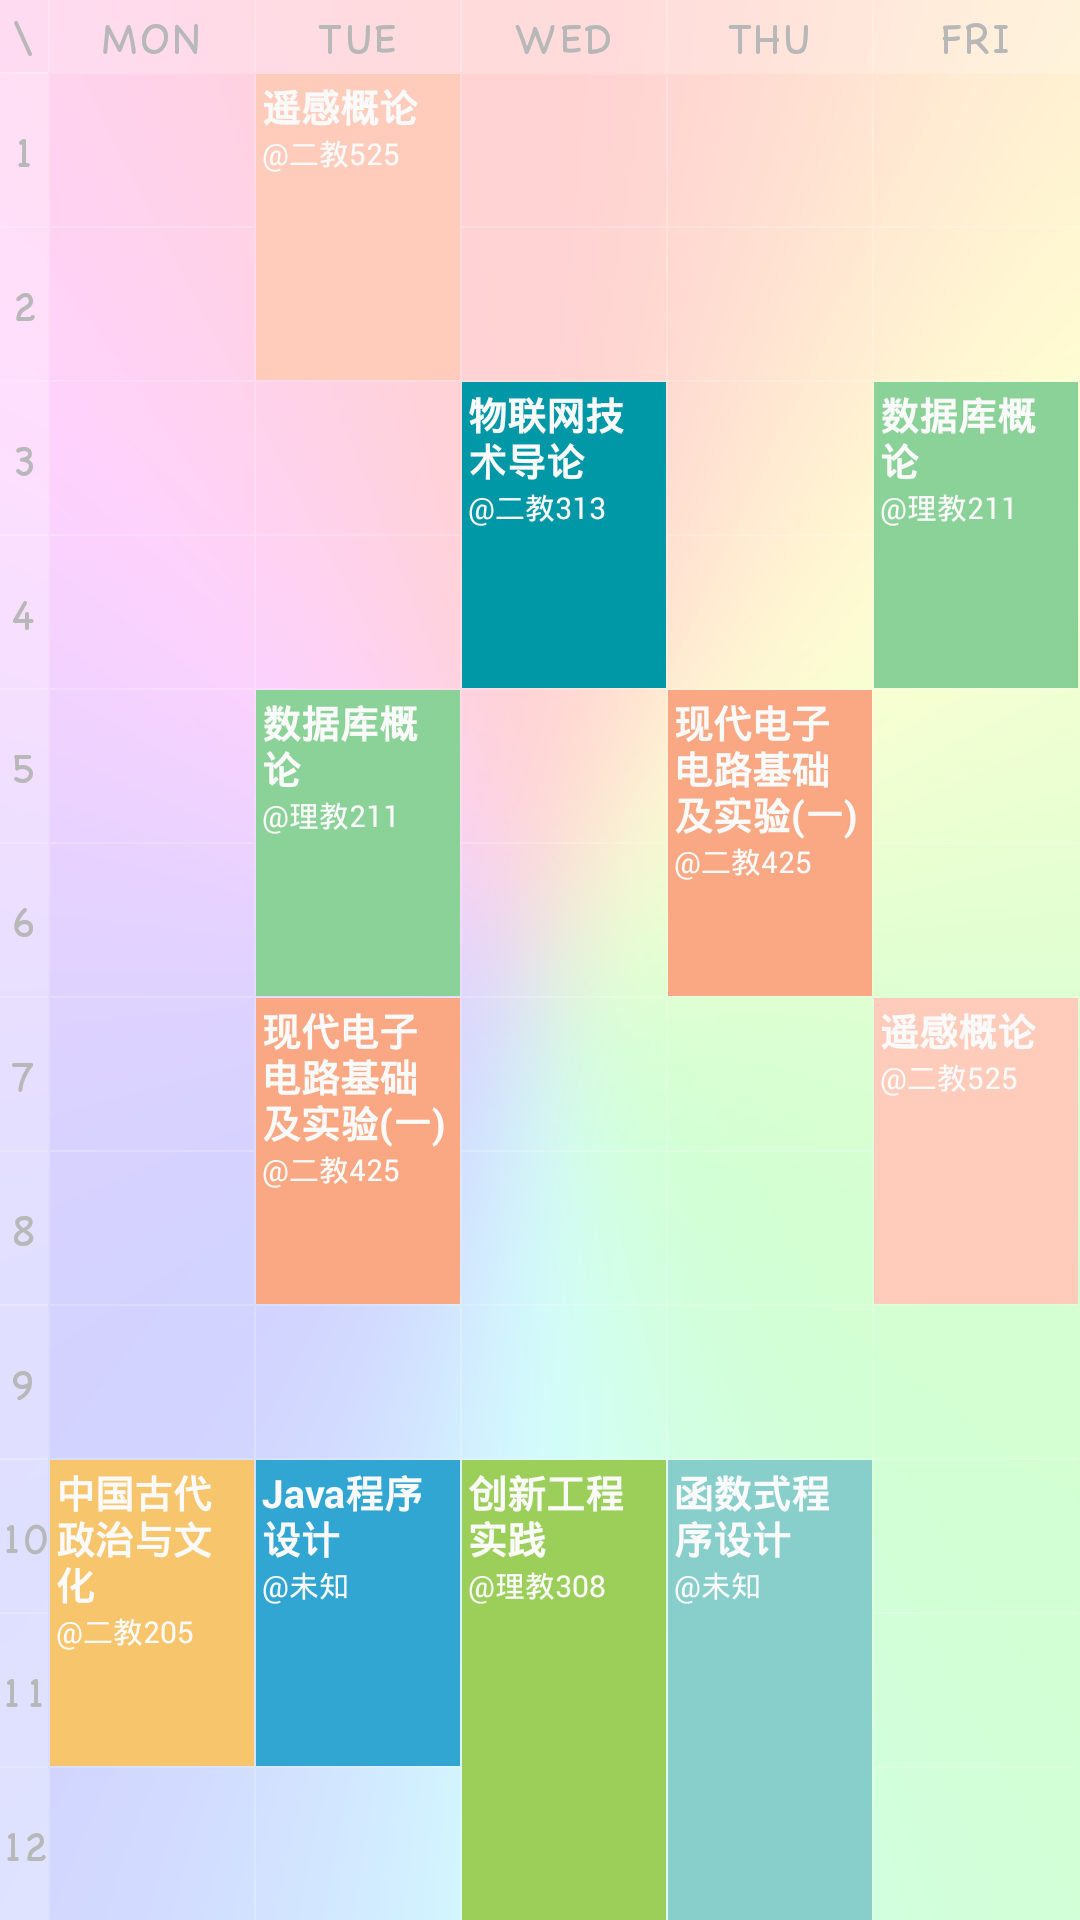 \ MON TUE WED THU FRI
1
遥感概论
@二教525
2
3
物联网技
术导论
@二教313
数据库概
论
@理教211
4
5
数据库概
论
@理教211
现代电子
电路基础
及实验(一)
@二教425
6
7
现代电子
电路基础
及实验(一)
@二教425
遥感概论
@二教525
8
9
10
中国古代
政治与文
化
@二教205
Java程序
设计
@未知
创新工程
实践
@理教308
函数式程
序设计
@未知
11
12